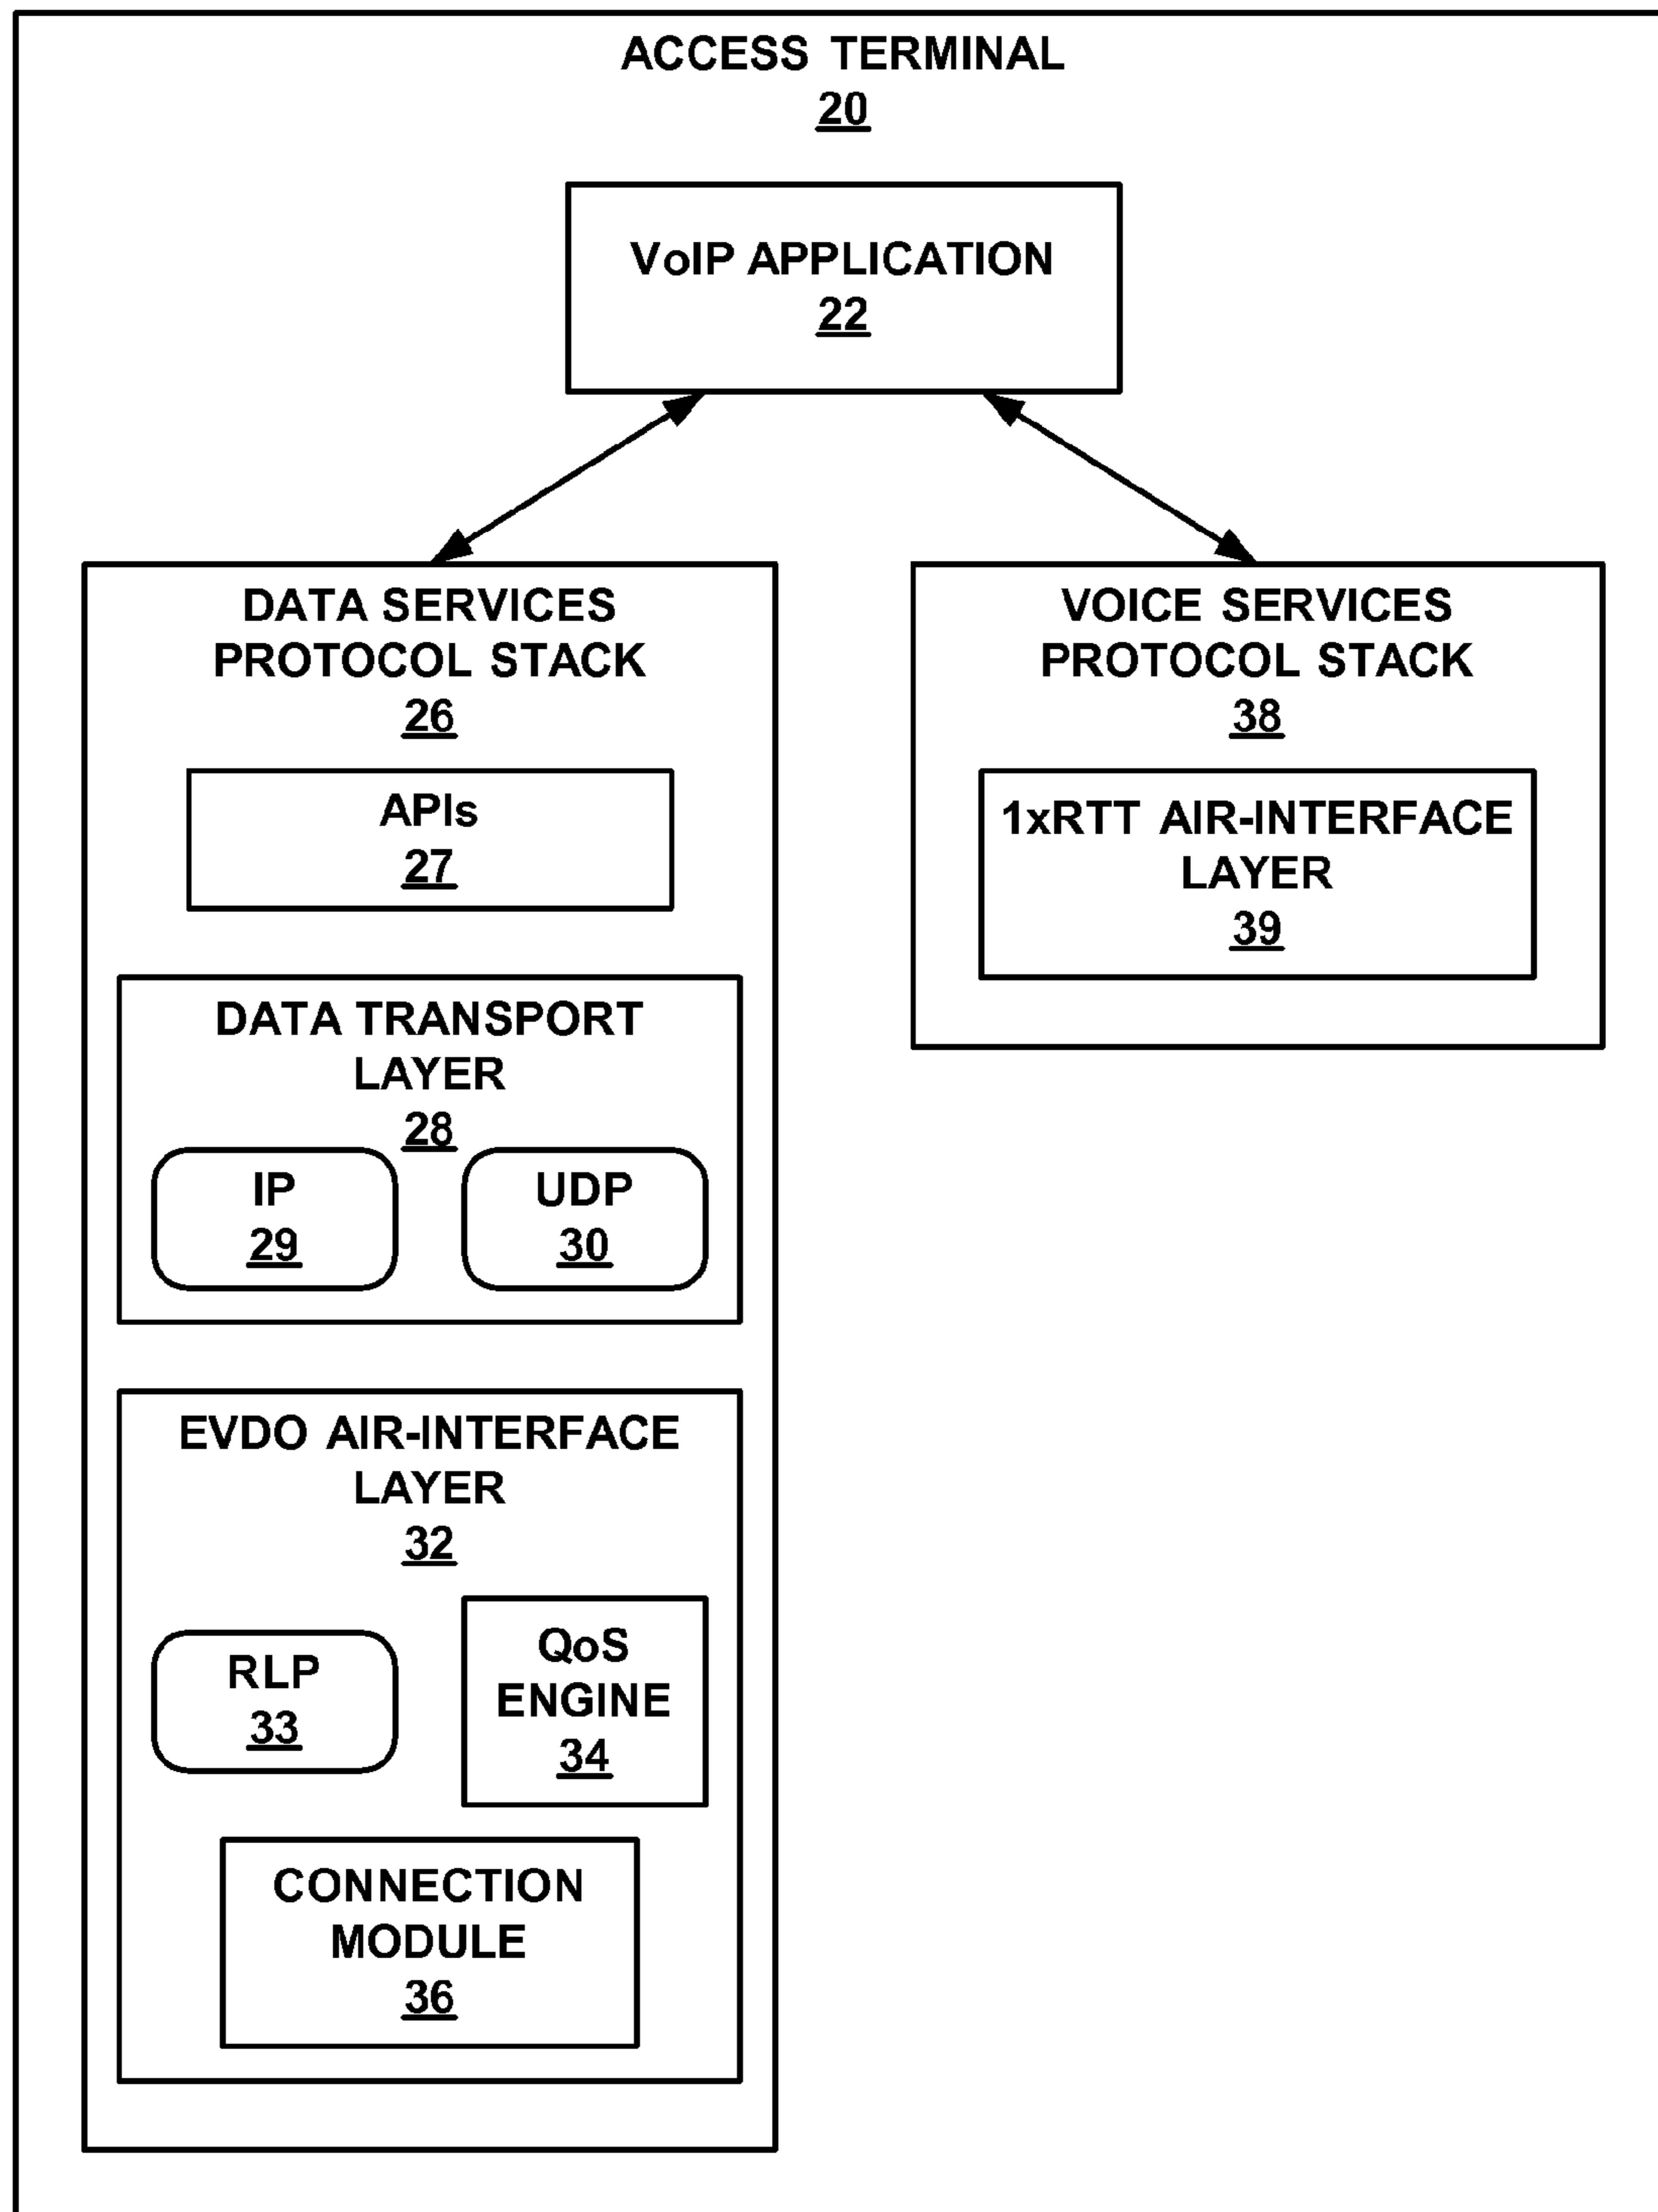 ACCESS TERMINAL
20
VoIP APPLICATION
22
DATA SERVICES
PROTOCOL STACK
26
APIs
27
DATA TRANSPORT
LAYER
28
IP
29
UDP
30
EVDO AIR-INTERFACE
LAYER
32
RLP
33
QoS
ENGINE
34
CONNECTION
MODULE
36
VOICE SERVICES
PROTOCOL STACK
38
1xRTT AIR-INTERFACE
LAYER
39